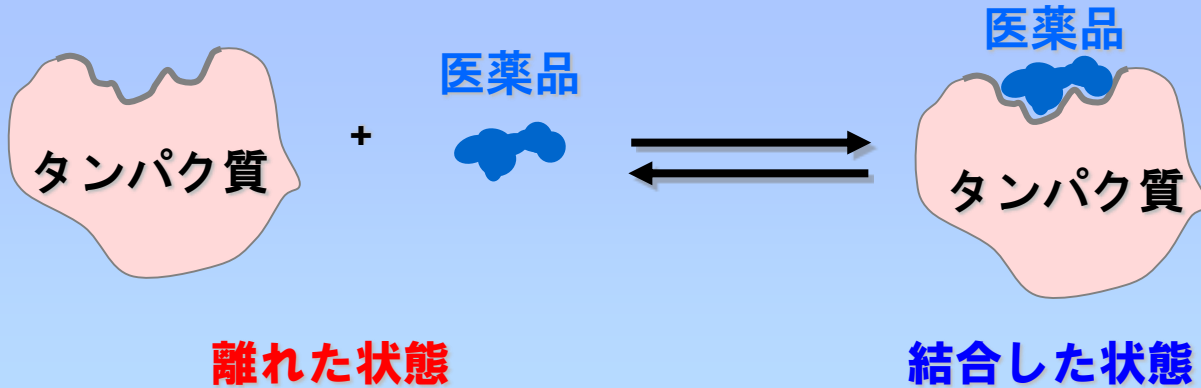 医薬品
医薬品
+
タンパク質
タンパク質
離れた状態
結合した状態